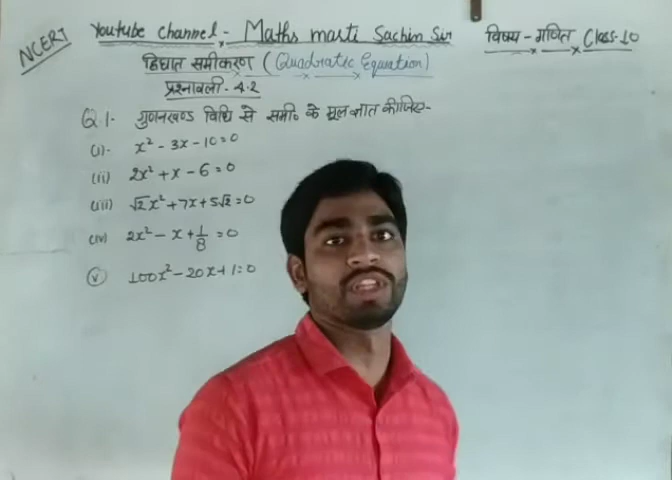 NCERT
Youtube channel - Maths masti Sachin Sir
विषय - गणित Class-10
द्विघात समीकरण (Quadratic Equation)
प्रश्नावली - 4.2
Q.1- गुणनखण्ड विधि से समी० के मूल ज्ञात कीजिए-
(i)- x² - 3x - 10 = 0
(ii) 2x² + x - 6 = 0
(iii) √2x² + 7x + 5√2 = 0
(iv) 2x² - x + 1/8 = 0
(v) 100x² - 20x + 1 = 0